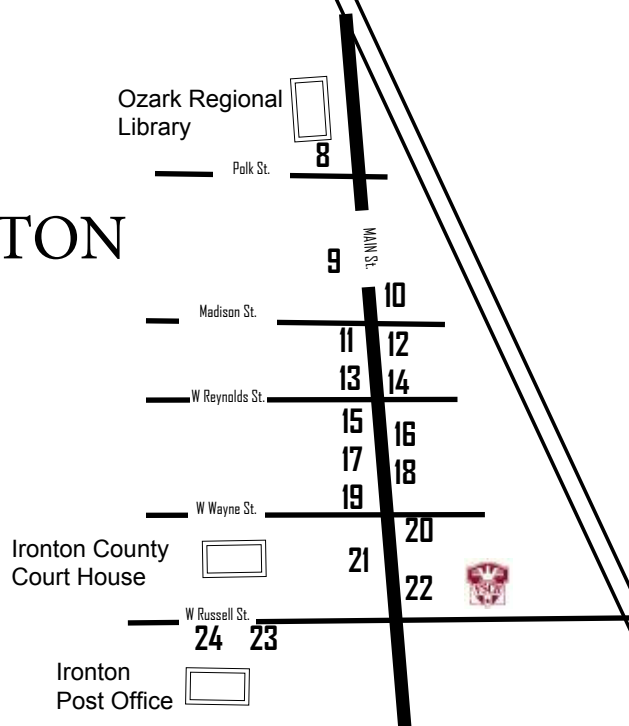 Ozark Regional
Library
8
Polk St.
TON
MAIN St.
9
10
Madison St.
11
12
13
14
W Reynolds St.
15
16
17
18
19
W Wayne St.
20
Ironton County
Court House
21
22
W Russell St.
24
23
Ironton
Post Office